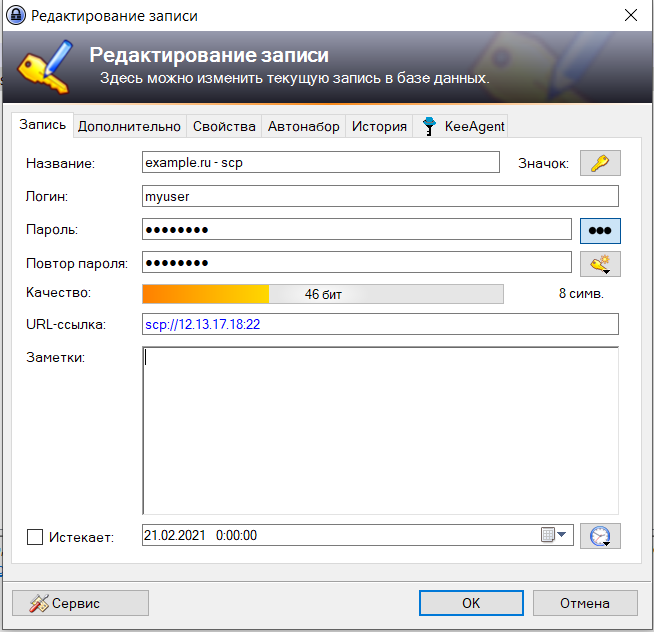 Редактирование записи
Редактирование записи
Здесь можно изменить текущую запись в базе данных.
Запись Дополнительно Свойства Автонабор История KeeAgent
Название: example.ru - scp Значок:
Логин: myuser
Пароль: ●●●●●●●● ●●●
Повтор пароля: ●●●●●●●●
Качество: 46 бит 8 симв.
URL-ссылка: scp://12.13.17.18:22
Заметки:
Истекает: 21.02.2021 0:00:00
Сервис OK Отмена